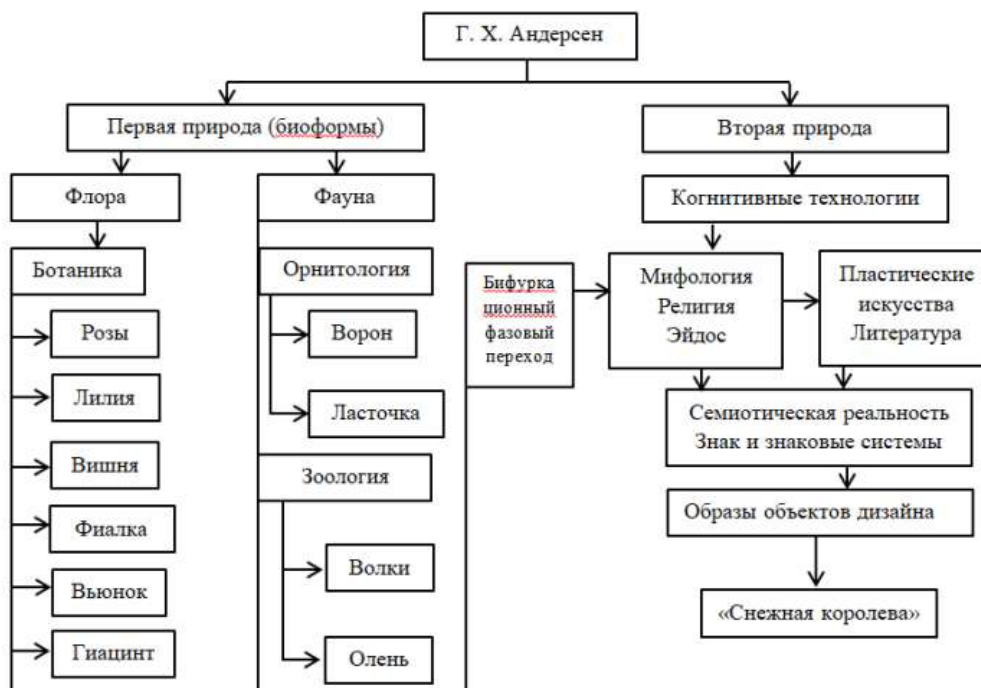 Г. Х. Андерсен
Первая природа (биоформы)
Вторая природа
Флора
Фауна
Когнитивные технологии
Ботаника
Розы
Лилия
Вишня
Фиалка
Вьюнок
Гиацинт
Орнитология
Ворон
Ласточка
Зоология
Волки
Олень
Бифурка
ционный
фазовый
переход
Мифология
Религия
Эйдос
Пластические
искусства
Литература
Семиотическая реальность
Знак и знаковые системы
Образы объектов дизайна
«Снежная королева»